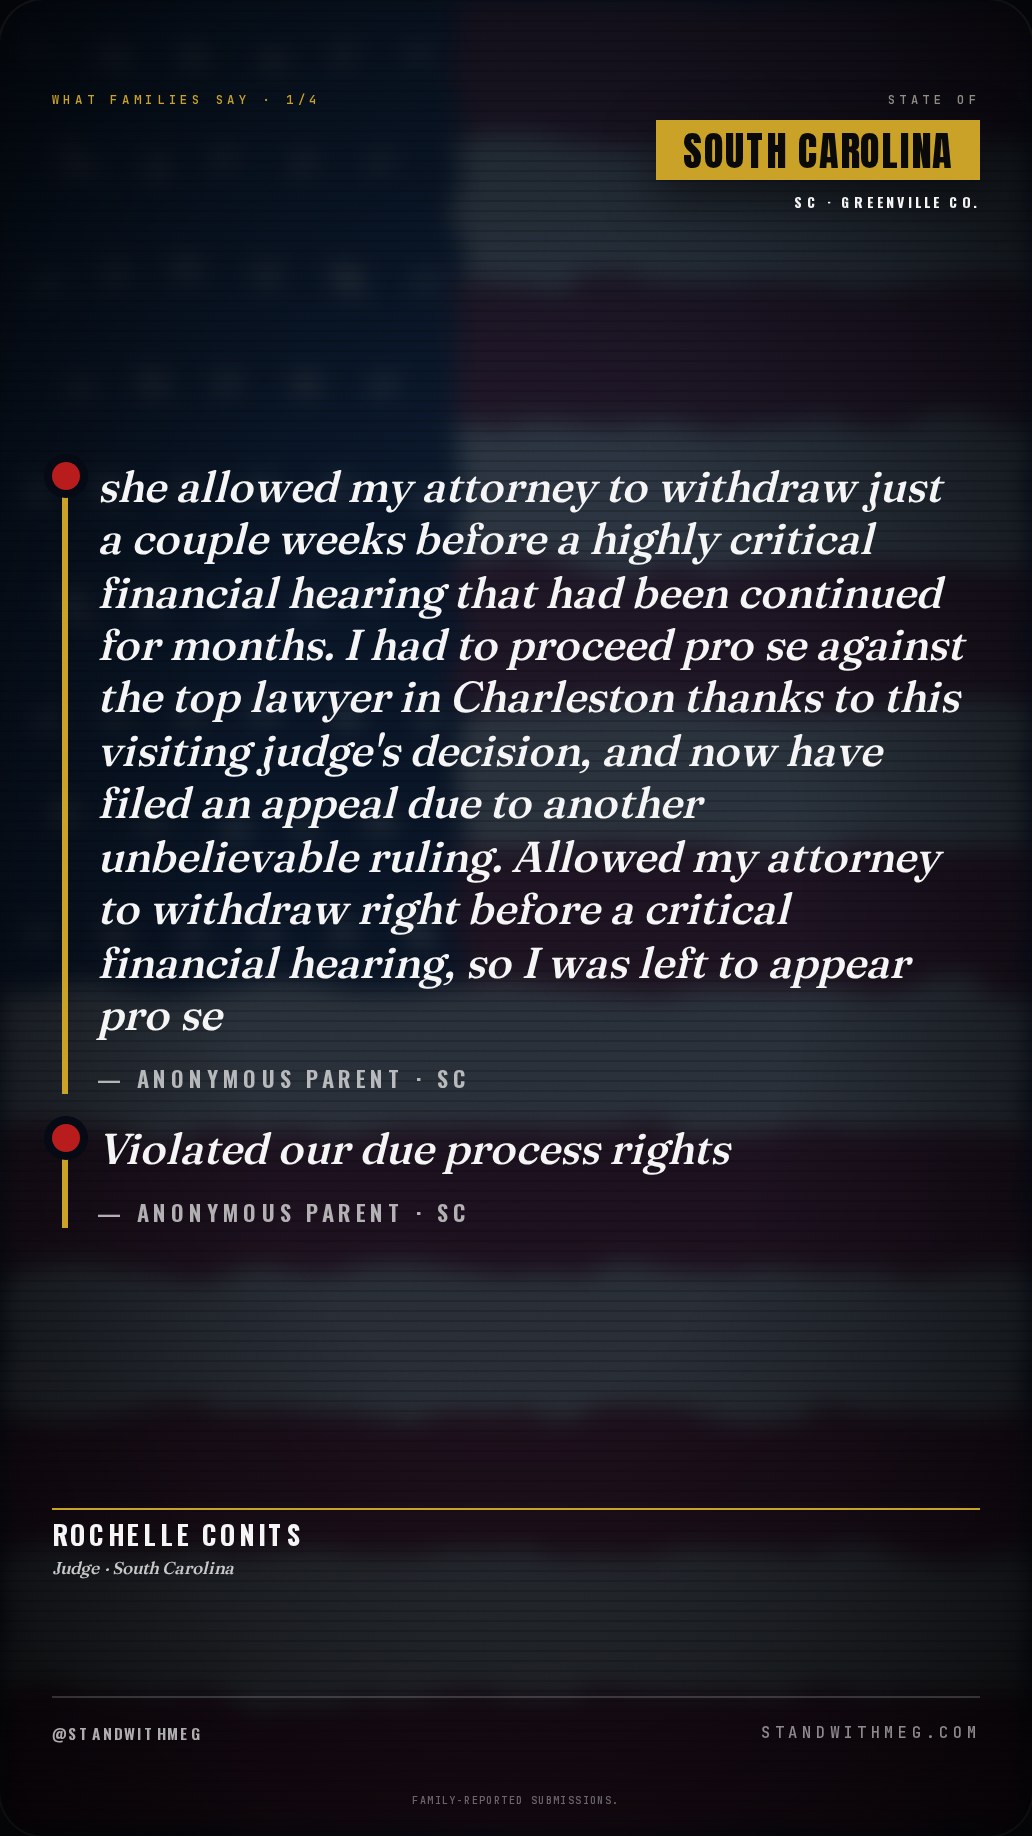 WHAT FAMILIES SAY · 1/4
STATE OF
SOUTH CAROLINA
SC · GREENVILLE CO.
she allowed my attorney to withdraw just
a couple weeks before a highly critical
financial hearing that had been continued
for months. I had to proceed pro se against
the top lawyer in Charleston thanks to this
visiting judge's decision, and now have
filed an appeal due to another
unbelievable ruling. Allowed my attorney
to withdraw right before a critical
financial hearing, so I was left to appear
pro se
— ANONYMOUS PARENT · SC
Violated our due process rights
— ANONYMOUS PARENT · SC
ROCHELLE CONITS
Judge · South Carolina
@STANDWITHMEG
STANDWITHMEG.COM
FAMILY-REPORTED SUBMISSIONS.